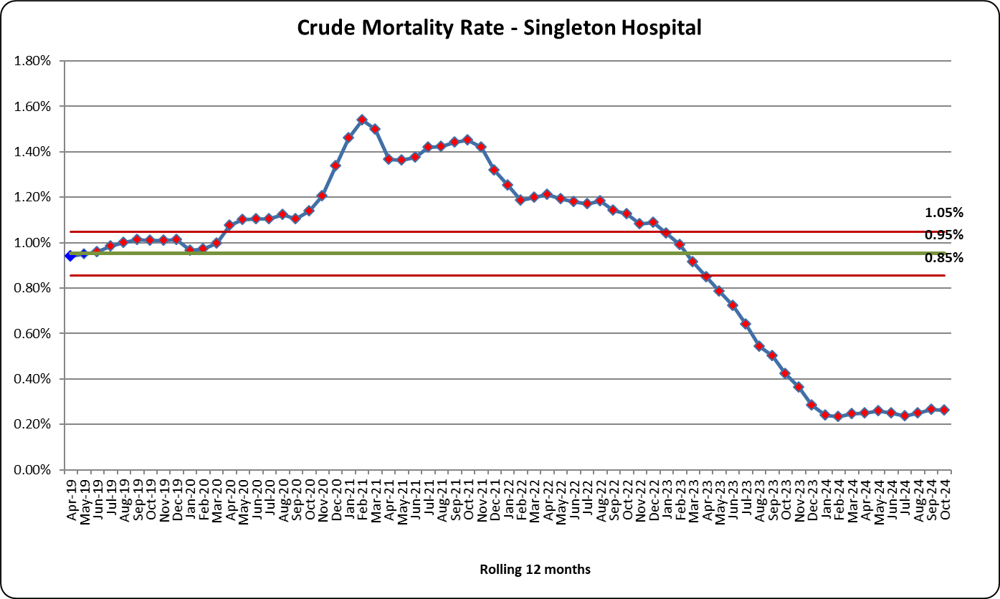 Crude Mortality Rate - Singleton Hospital
1.80%
1.60%
1.40%
1.20%
1.00%
0.80%
0.60%
0.40%
0.20%
0.00%
1.05%
0.95%
0.85%
Apr-19
May-19
Jun-19
Jul-19
Aug-19
Sep-19
Oct-19
Nov-19
Dec-19
Jan-20
Feb-20
Mar-20
Apr-20
May-20
Jun-20
Jul-20
Aug-20
Sep-20
Oct-20
Nov-20
Dec-20
Jan-21
Feb-21
Mar-21
Apr-21
May-21
Jun-21
Jul-21
Aug-21
Sep-21
Oct-21
Nov-21
Dec-21
Jan-22
Feb-22
Mar-22
Apr-22
May-22
Jun-22
Jul-22
Aug-22
Sep-22
Oct-22
Nov-22
Dec-22
Jan-23
Feb-23
Mar-23
Apr-23
May-23
Jun-23
Jul-23
Aug-23
Sep-23
Oct-23
Nov-23
Dec-23
Jan-24
Feb-24
Mar-24
Apr-24
May-24
Jun-24
Jul-24
Aug-24
Sep-24
Oct-24
Rolling 12 months